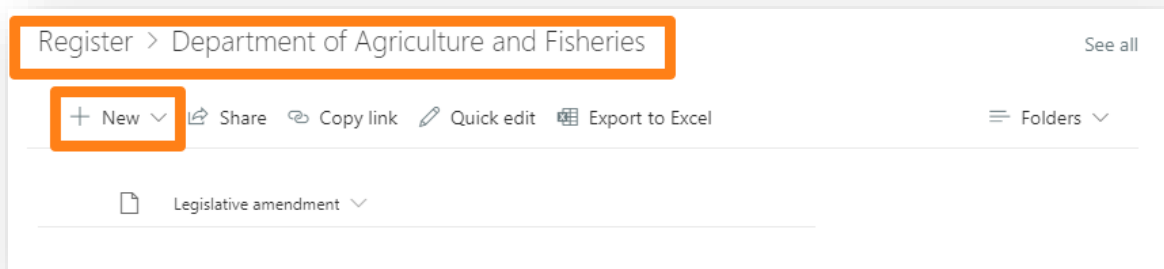 Register > Department of Agriculture and Fisheries
See all
+ New Share Copy link Quick edit Export to Excel Folders
Legislative amendment